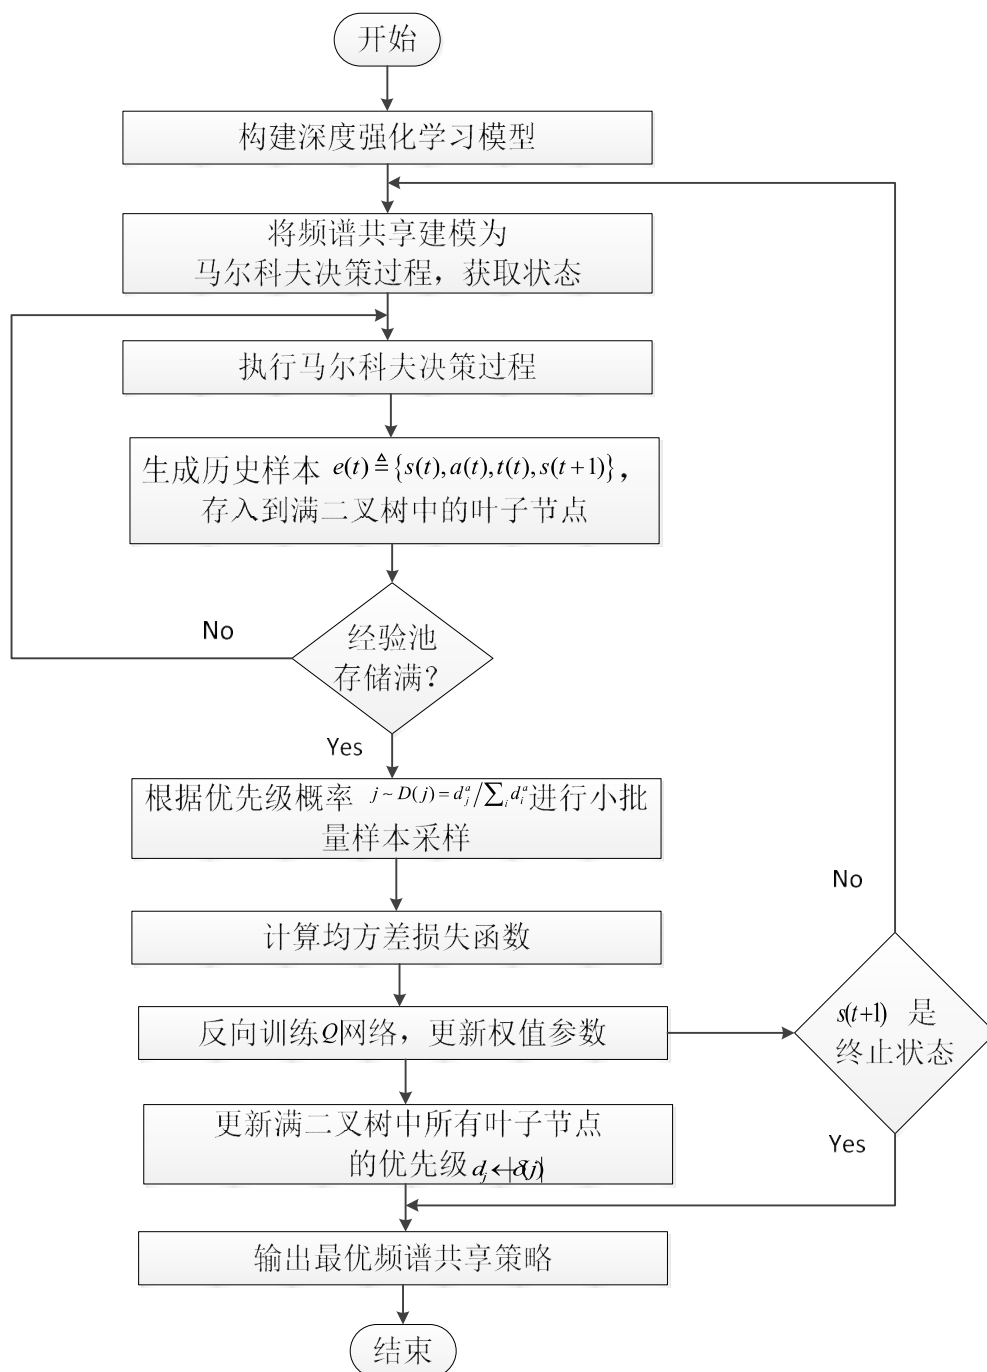 开始
构建深度强化学习模型
将频谱共享建模为
马尔科夫决策过程，获取状态
执行马尔科夫决策过程
生成历史样本 e(t)≜{s(t),a(t),t(t),s(t+1)}，
存入到满二叉树中的叶子节点
No
经验池
存储满？
Yes
根据优先级概率 j~D(j)=d_j^a/∑_i d_i^a进行小批
量样本采样
No
计算均方差损失函数
s(t+1) 是
终止状态
反向训练Q网络，更新权值参数
更新满二叉树中所有叶子节点
的优先级d_j←|δ(j)|
Yes
输出最优频谱共享策略
结束